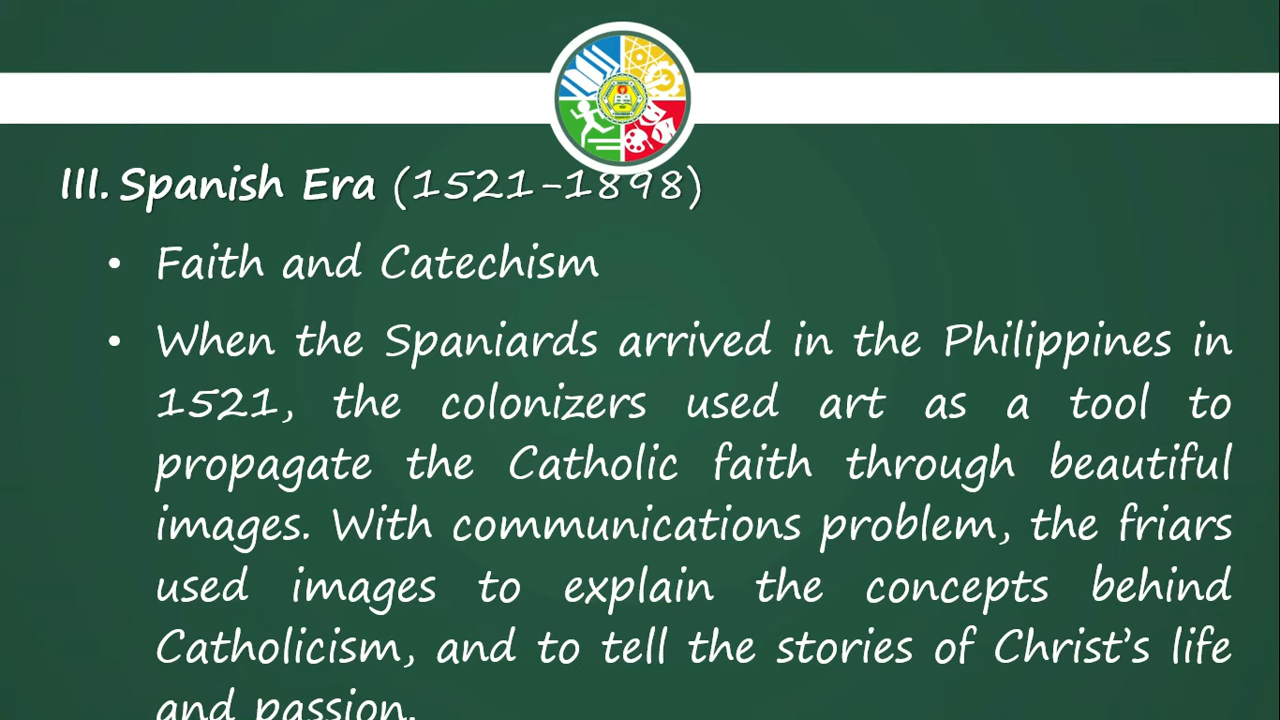 III. Spanish Era (1521-1898)
• Faith and Catechism
• When the Spaniards arrived in the Philippines in
1521, the colonizers used art as a tool to
propagate the Catholic faith through beautiful
images. With communications problem, the friars
used images to explain the concepts behind
Catholicism, and to tell the stories of Christ's life
and passion.